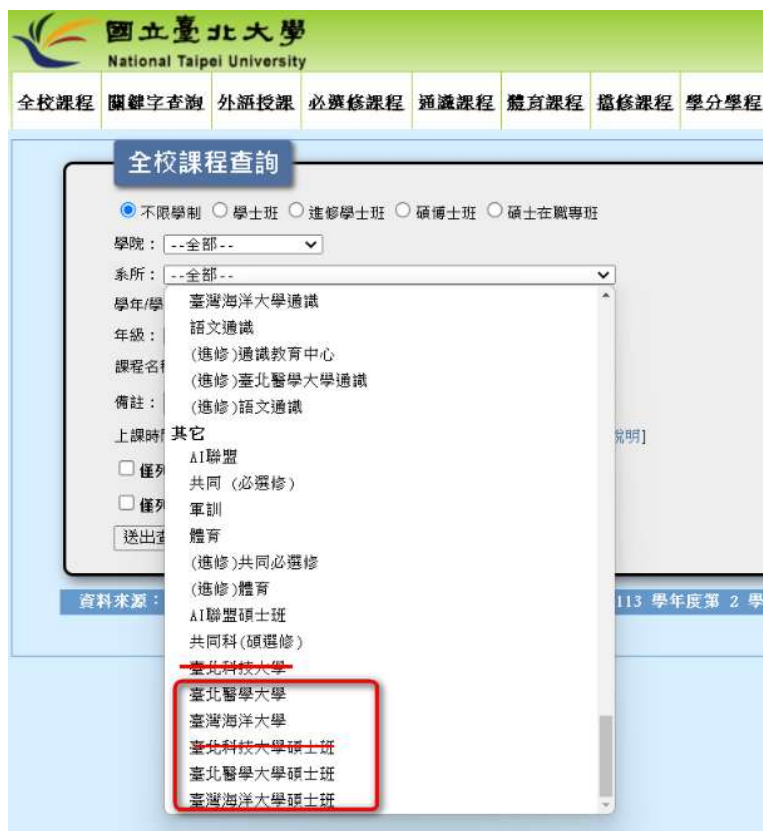 國立臺北大學
National Taipei University
全校課程 關鍵字查詢 外語授課 必選修課程 通識課程 體育課程 擋修課程 學分學程
全校課程查詢
不限學制 學士班 進修學士班 碩博士班 碩士在職專班
學院： --全部--
系所： --全部--
學年/學
臺灣海洋大學通識
年級：
語文通識
課程名稱
(進修)通識教育中心
(進修)臺北醫學大學通識
備註：
(進修)語文通識
上課時
其它
說明]
AI聯盟
僅列
共同 (必選修)
軍訓
僅列
體育
送出查
(進修)共同必選修
(進修)體育
資料來源：
113 學年度第 2 學
AI聯盟碩士班
共同科(碩選修)
臺北科技大學
臺北醫學大學
臺灣海洋大學
臺北科技大學碩士班
臺北醫學大學碩士班
臺灣海洋大學碩士班